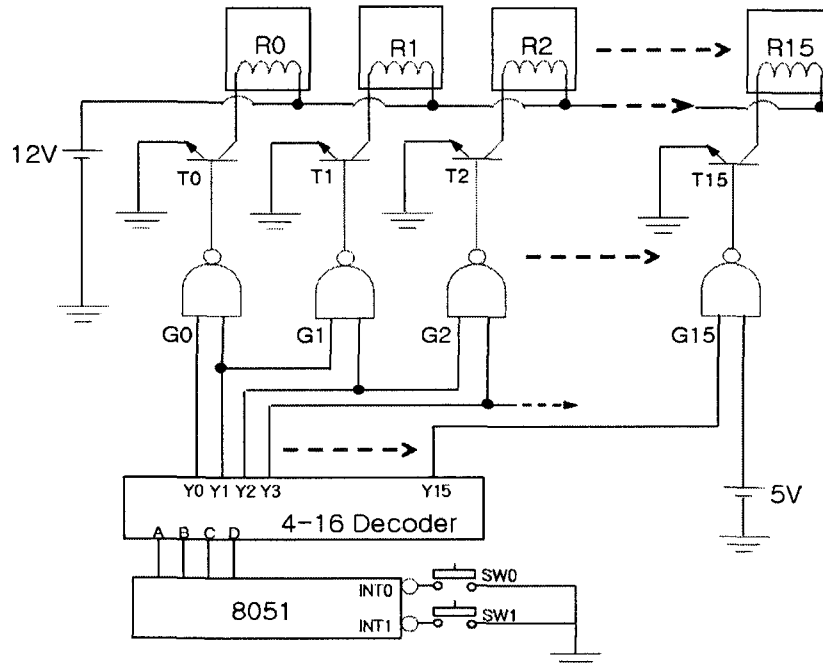 R0 R1 R2 R15
12V
T0 T1 T2 T15
G0 G1 G2 G15
Y0 Y1 Y2 Y3 Y15
4-16 Decoder
5V
A B C D
INT0 SW0
8051
INT1 SW1